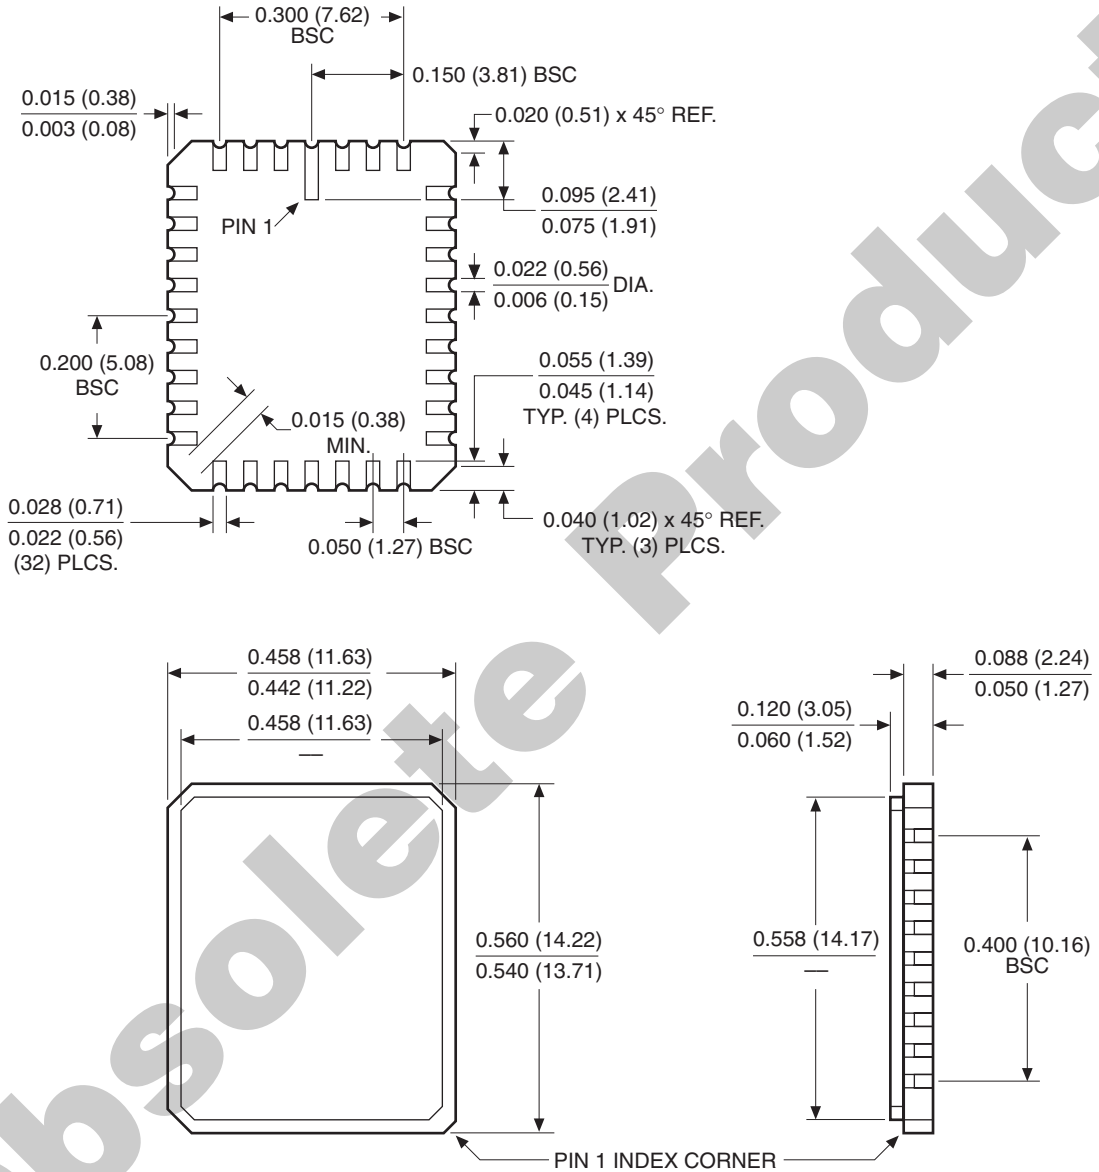 0.300 (7.62)
BSC
0.150 (3.81) BSC
0.015 (0.38)
0.003 (0.08)
0.020 (0.51) x 45° REF.
0.095 (2.41)
0.075 (1.91)
PIN 1
0.022 (0.56)
0.006 (0.15)
DIA.
0.200 (5.08)
BSC
0.055 (1.39)
0.045 (1.14)
TYP. (4) PLCS.
0.015 (0.38)
MIN.
0.028 (0.71)
0.022 (0.56)
(32) PLCS.
0.050 (1.27) BSC
0.040 (1.02) x 45° REF.
TYP. (3) PLCS.
0.458 (11.63)
0.442 (11.22)
0.458 (11.63)
—
0.088 (2.24)
0.050 (1.27)
0.120 (3.05)
0.060 (1.52)
0.560 (14.22)
0.540 (13.71)
0.558 (14.17)
—
0.400 (10.16)
BSC
PIN 1 INDEX CORNER
bsolete Product